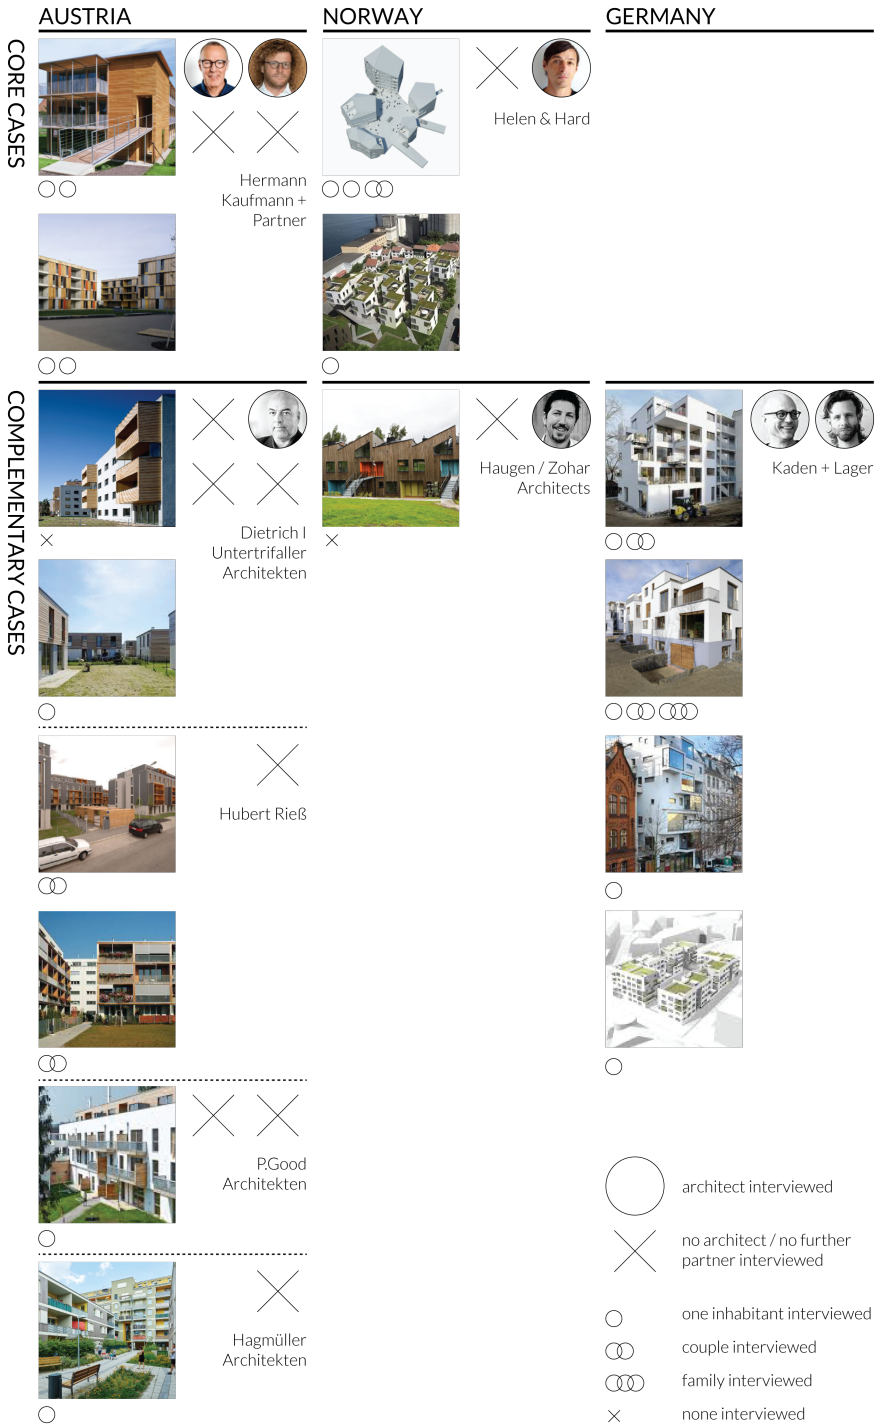 AUSTRIA
NORWAY
GERMANY
CORE CASES
Hermann
Kaufmann +
Partner
Helen & Hard
COMPLEMENTARY CASES
Dietrich I
Untertrifaller
Architekten
Haugen / Zohar
Architects
Kaden + Lager
Hubert Rieß
P.Good
Architekten
Hagmüller
Architekten
architect interviewed
no architect / no further
partner interviewed
one inhabitant interviewed
couple interviewed
family interviewed
none interviewed